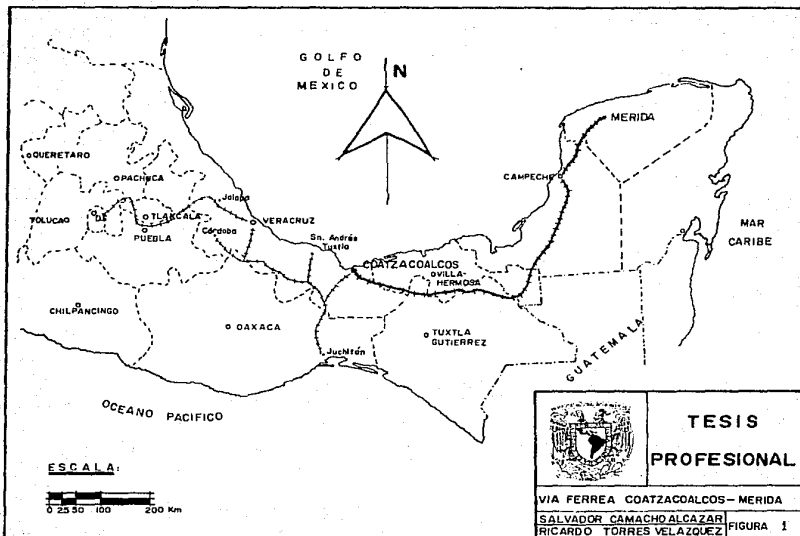 GOLFO
DE
MEXICO
N
MERIDA
QUERETARO
CAMPECHE
PACHUCA
Jalapa
TOLUCA
D.F.
TLAXCALA
VERACRUZ
MAR
CARIBE
PUEBLA
Córdoba
Sn. Andrés
Tuxtla
COATZACOALCOS
VILLA-
HERMOSA
CHILPANCINGO
OAXACA
TUXTLA
GUTIERREZ
GUATEMALA
Juchitán
OCEANO PACIFICO
ESCALA:
0 25 50 100 200 Km
TESIS
PROFESIONAL
VIA FERREA COATZACOALCOS - MERIDA
SALVADOR CAMACHO ALCAZAR
RICARDO TORRES VELAZQUEZ
FIGURA 1